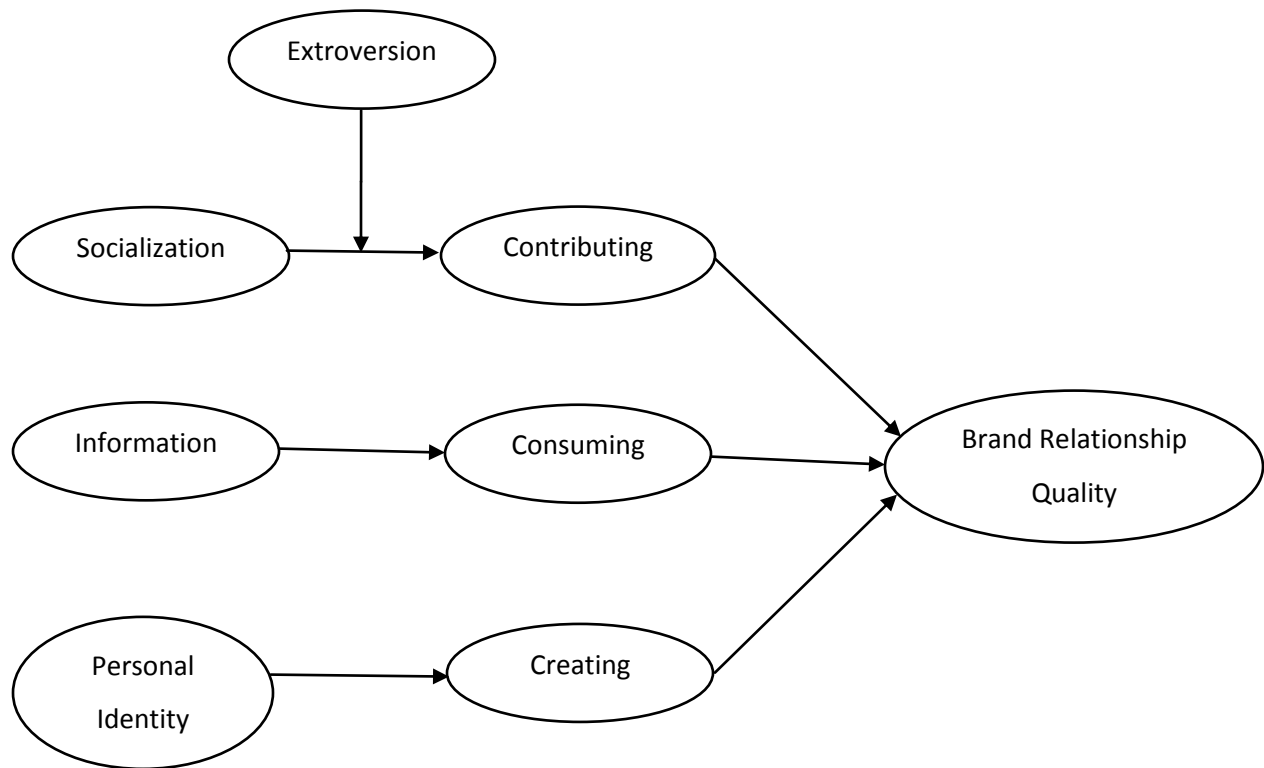 Extroversion
Socialization
Contributing
Information
Consuming
Brand Relationship
Quality
Personal
Identity
Creating